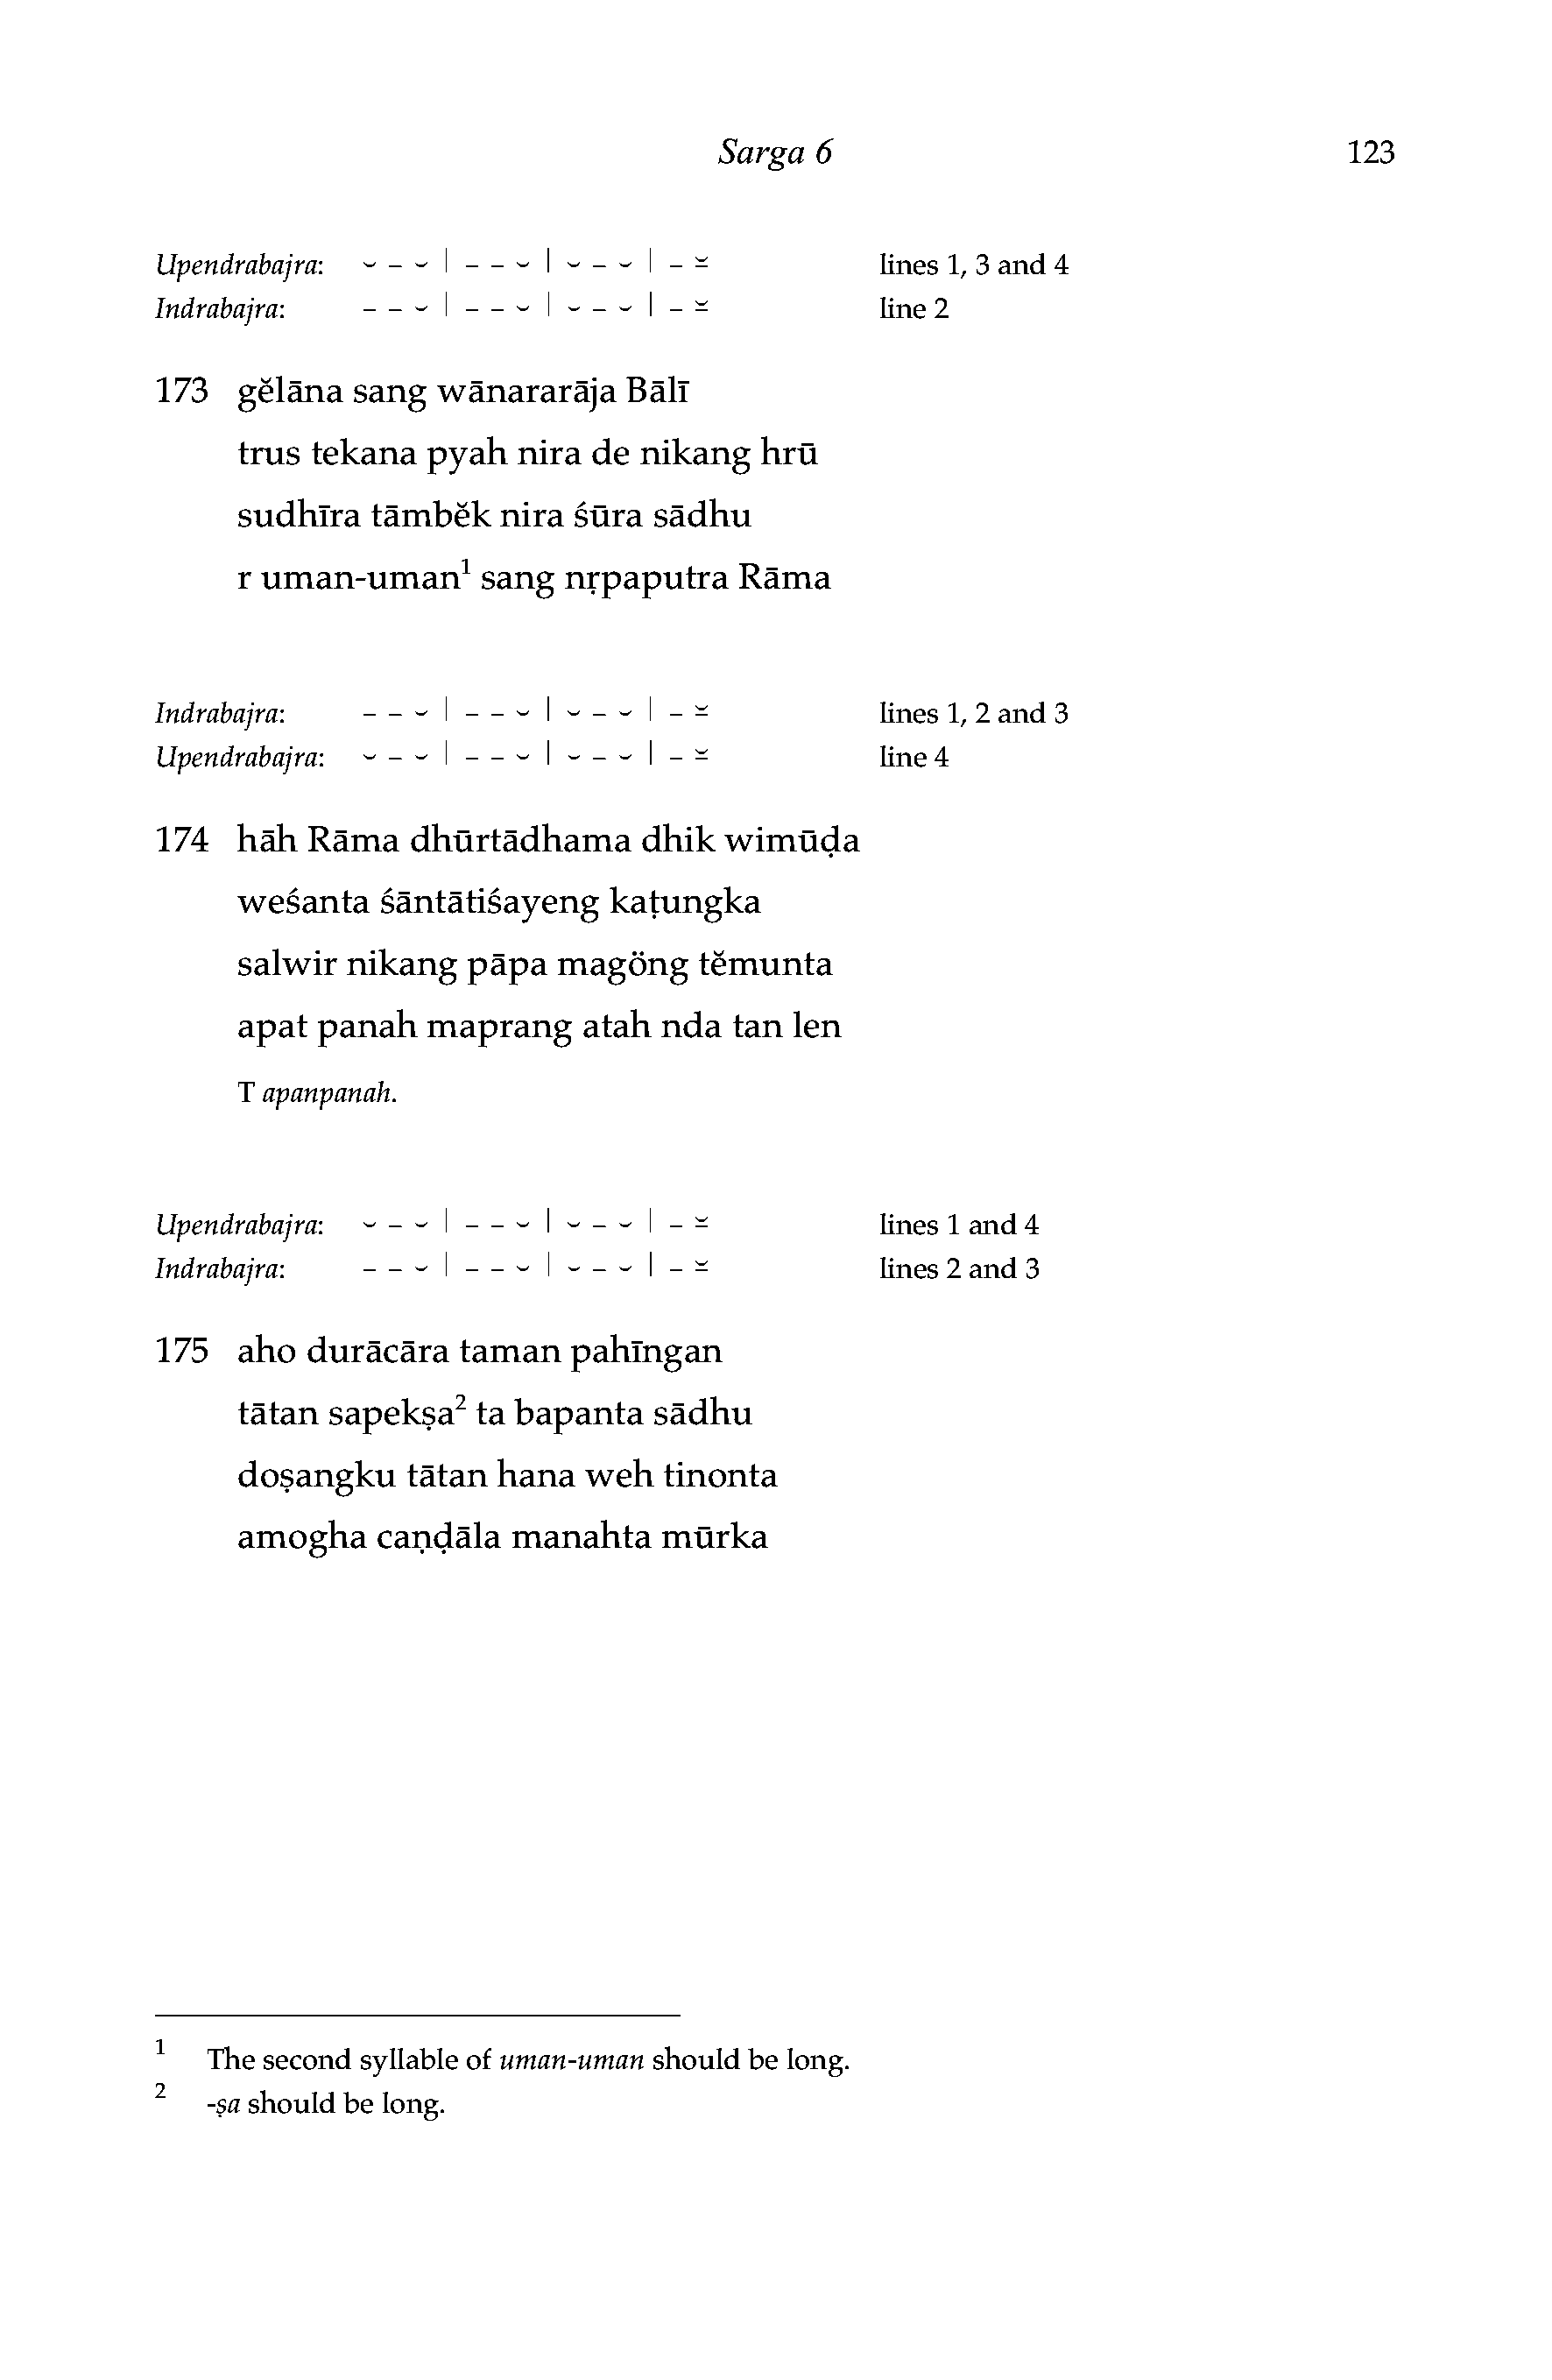 Sarga 6 123
Upendrabajra: ⏑ – ⏑ | – – ⏑ | ⏑ – ⏑ | – ⏓ lines 1, 3 and 4
Indrabajra: – – ⏑ | – – ⏑ | ⏑ – ⏑ | – ⏓ line 2
173 gĕlāna sang wānararāja Bālī
trus tekana pyah nira de nikang hrū
sudhīra tāmbĕk nira śūra sādhu
r uman-uman¹ sang nṛpaputra Rāma
Indrabajra: – – ⏑ | – – ⏑ | ⏑ – ⏑ | – ⏓ lines 1, 2 and 3
Upendrabajra: ⏑ – ⏑ | – – ⏑ | ⏑ – ⏑ | – ⏓ line 4
174 hāh Rāma dhūrtādhama dhik wimūḍa
weśanta śāntātiśayeng kaṭungka
salwir nikang pāpa magöng tĕmunta
apat panah maprang atah nda tan len
T apanpanah.
Upendrabajra: ⏑ – ⏑ | – – ⏑ | ⏑ – ⏑ | – ⏓ lines 1 and 4
Indrabajra: – – ⏑ | – – ⏑ | ⏑ – ⏑ | – ⏓ lines 2 and 3
175 aho durācāra taman pahīngan
tātan sapekṣa² ta bapanta sādhu
doṣangku tātan hana weh tinonta
amogha caṇḍāla manahta mūrka
1 The second syllable of uman-uman should be long.
2 -ṣa should be long.